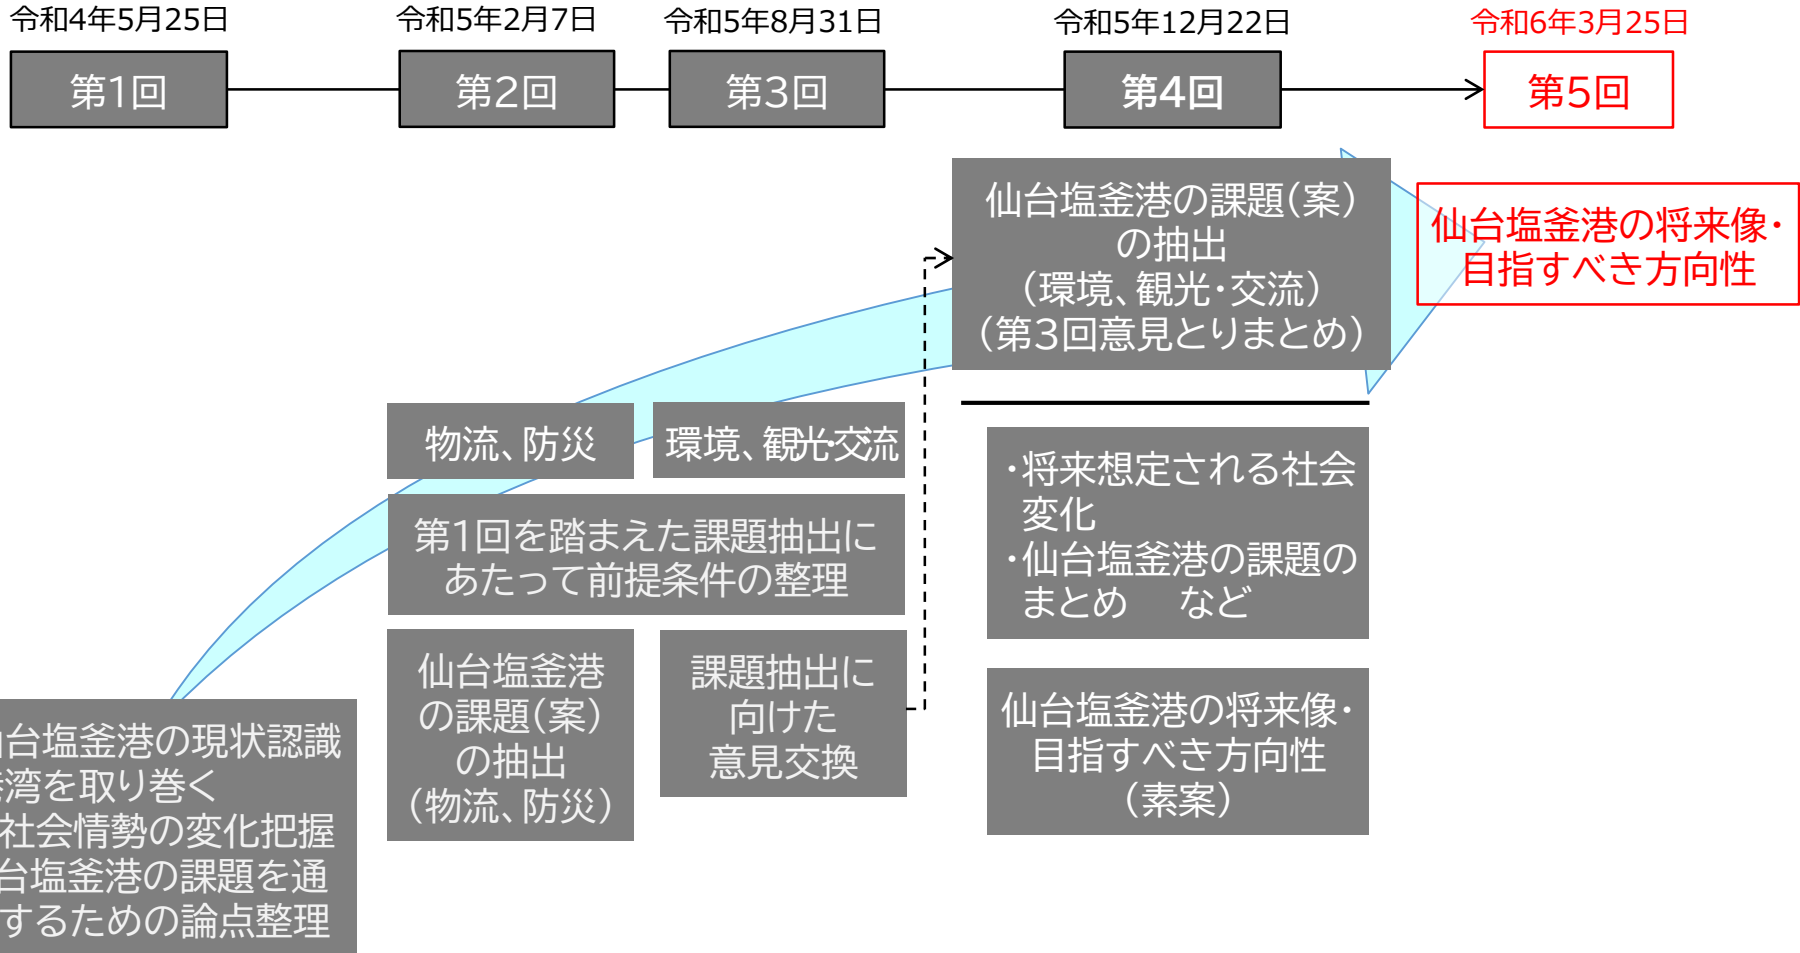 令和4年5月25日
令和5年2月7日
令和5年8月31日
令和5年12月22日
令和6年3月25日
第1回
第2回
第3回
第4回
第5回
仙台塩釜港の課題（案）
の抽出
（環境、観光・交流）
（第3回意見とりまとめ）
仙台塩釜港の将来像・
目指すべき方向性
物流、防災
環境、観光・交流
第1回を踏まえた課題抽出に
あたって前提条件の整理
・将来想定される社会
変化
・仙台塩釜港の課題の
まとめ　など
仙台塩釜港
の課題（案）
の抽出
（物流、防災）
課題抽出に
向けた
意見交換
仙台塩釜港の将来像・
目指すべき方向性
（素案）
台塩釜港の現状認識
湾を取り巻く
社会情勢の変化把握
台塩釜港の課題を通
するための論点整理